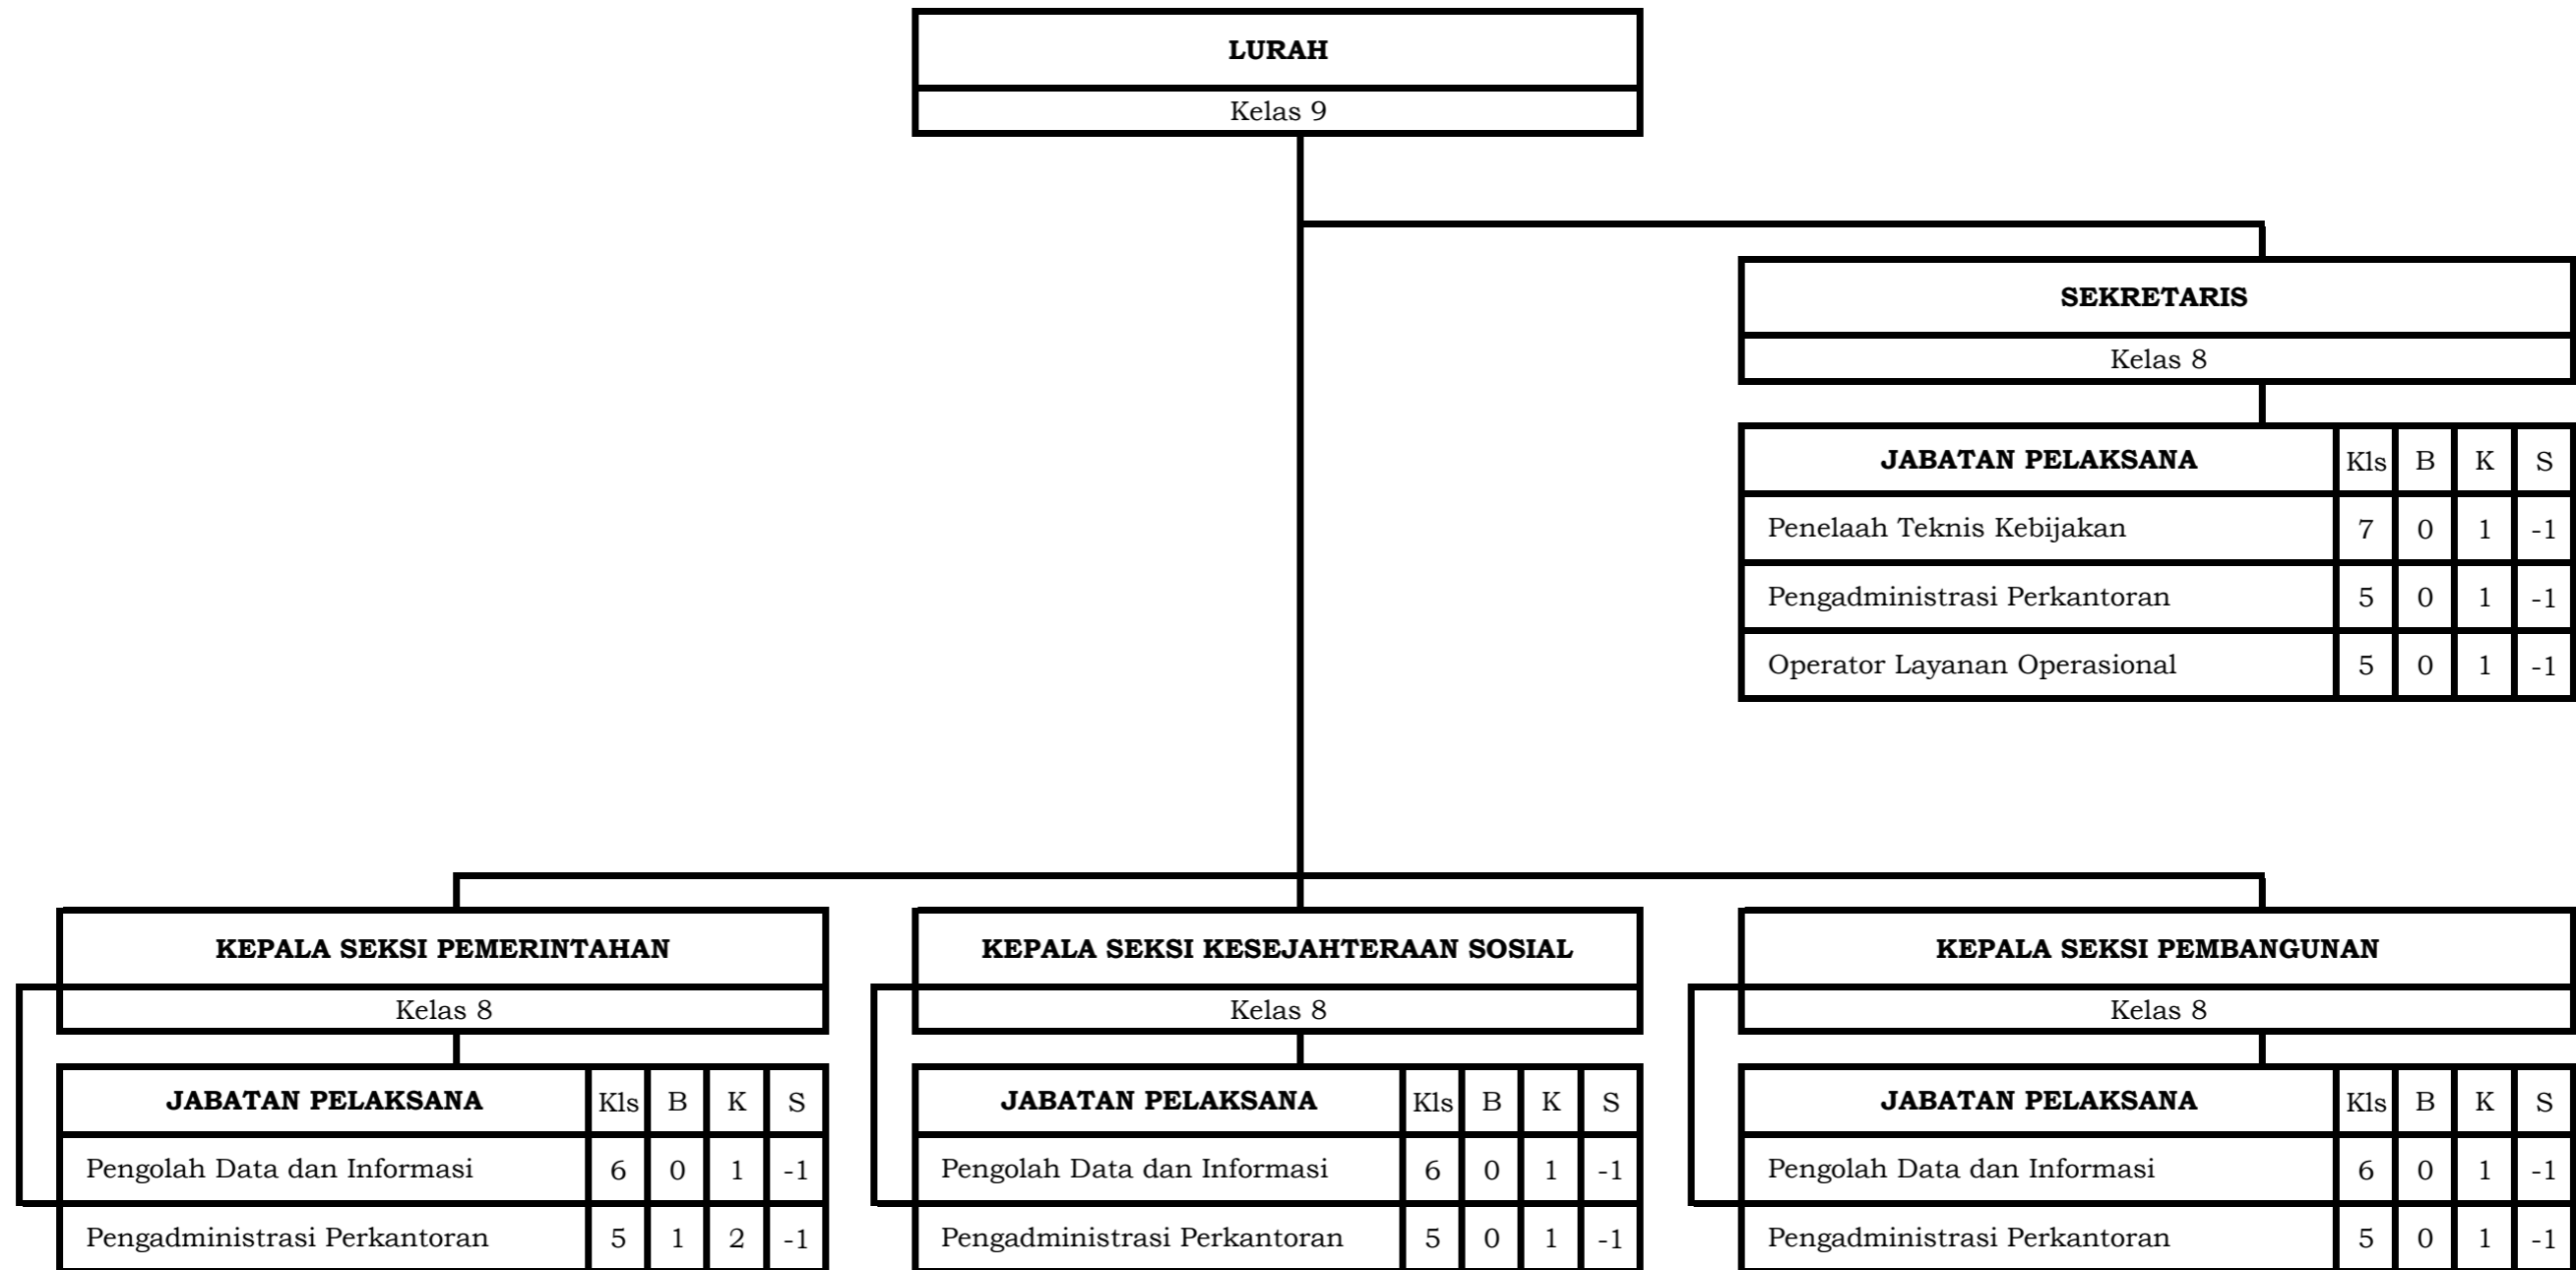 LURAH
Kelas 9
SEKRETARIS
Kelas 8
JABATAN PELAKSANA Kls B K S
Penelaah Teknis Kebijakan 7 0 1 -1
Pengadministrasi Perkantoran 5 0 1 -1
Operator Layanan Operasional 5 0 1 -1
KEPALA SEKSI PEMERINTAHAN
Kelas 8
JABATAN PELAKSANA Kls B K S
Pengolah Data dan Informasi 6 0 1 -1
Pengadministrasi Perkantoran 5 1 2 -1
KEPALA SEKSI KESEJAHTERAAN SOSIAL
Kelas 8
JABATAN PELAKSANA Kls B K S
Pengolah Data dan Informasi 6 0 1 -1
Pengadministrasi Perkantoran 5 0 1 -1
KEPALA SEKSI PEMBANGUNAN
Kelas 8
JABATAN PELAKSANA Kls B K S
Pengolah Data dan Informasi 6 0 1 -1
Pengadministrasi Perkantoran 5 0 1 -1